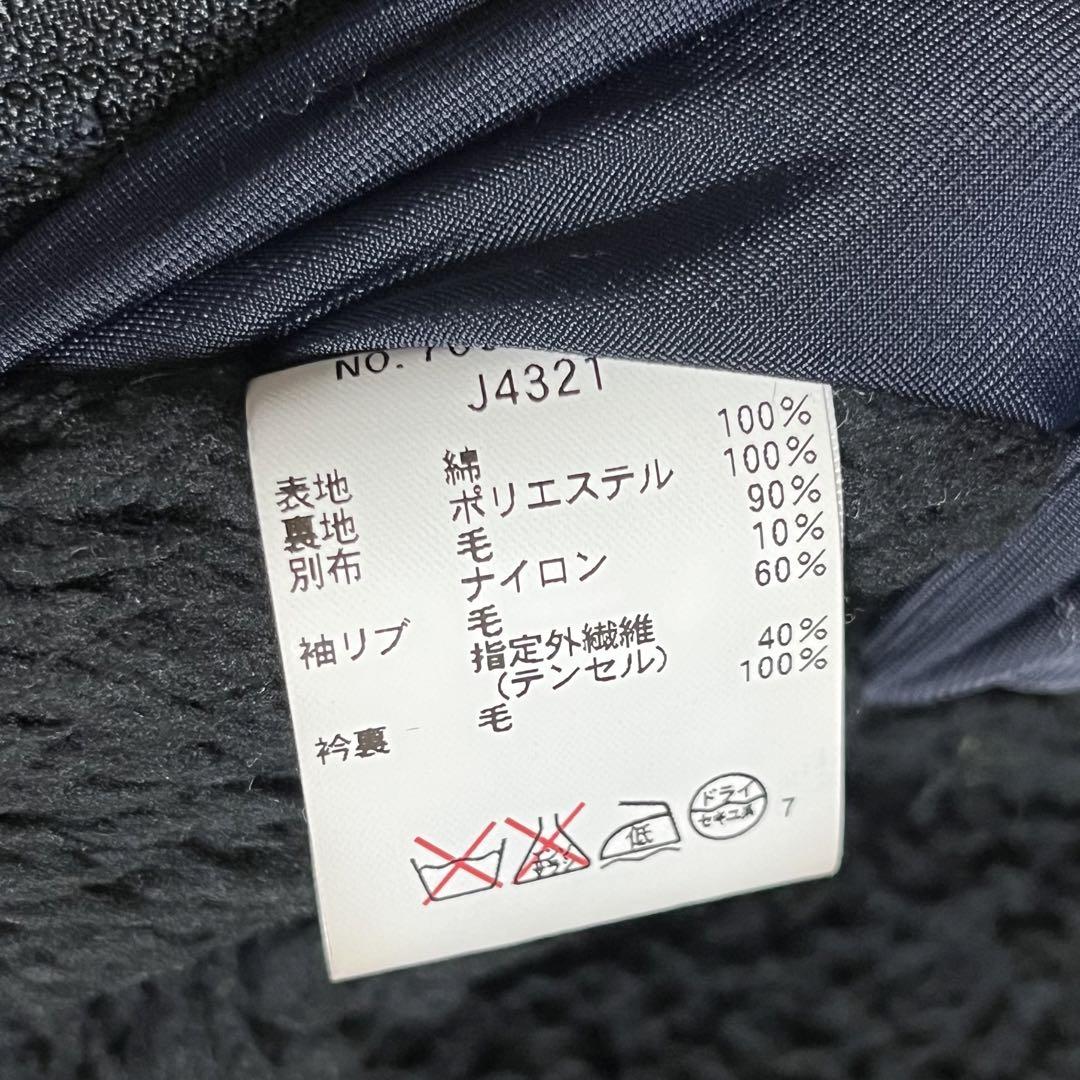 NO.
J4321
表地 綿 100%
裏地 ポリエステル 100%
別布 毛 90%
ナイロン 10%
袖リブ 毛 60%
指定外繊維
(テンセル) 40%
衿裏 毛 100%
低
ドライ
セキユ系
7